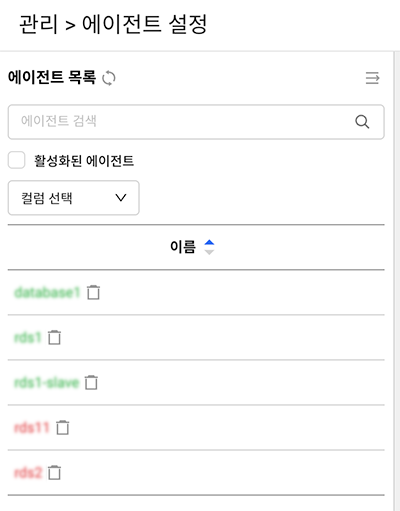 관리 > 에이전트 설정
에이전트 목록
에이전트 검색
활성화된 에이전트
컬럼 선택
이름
database1
rds1
rds1-slave
rds11
rds2